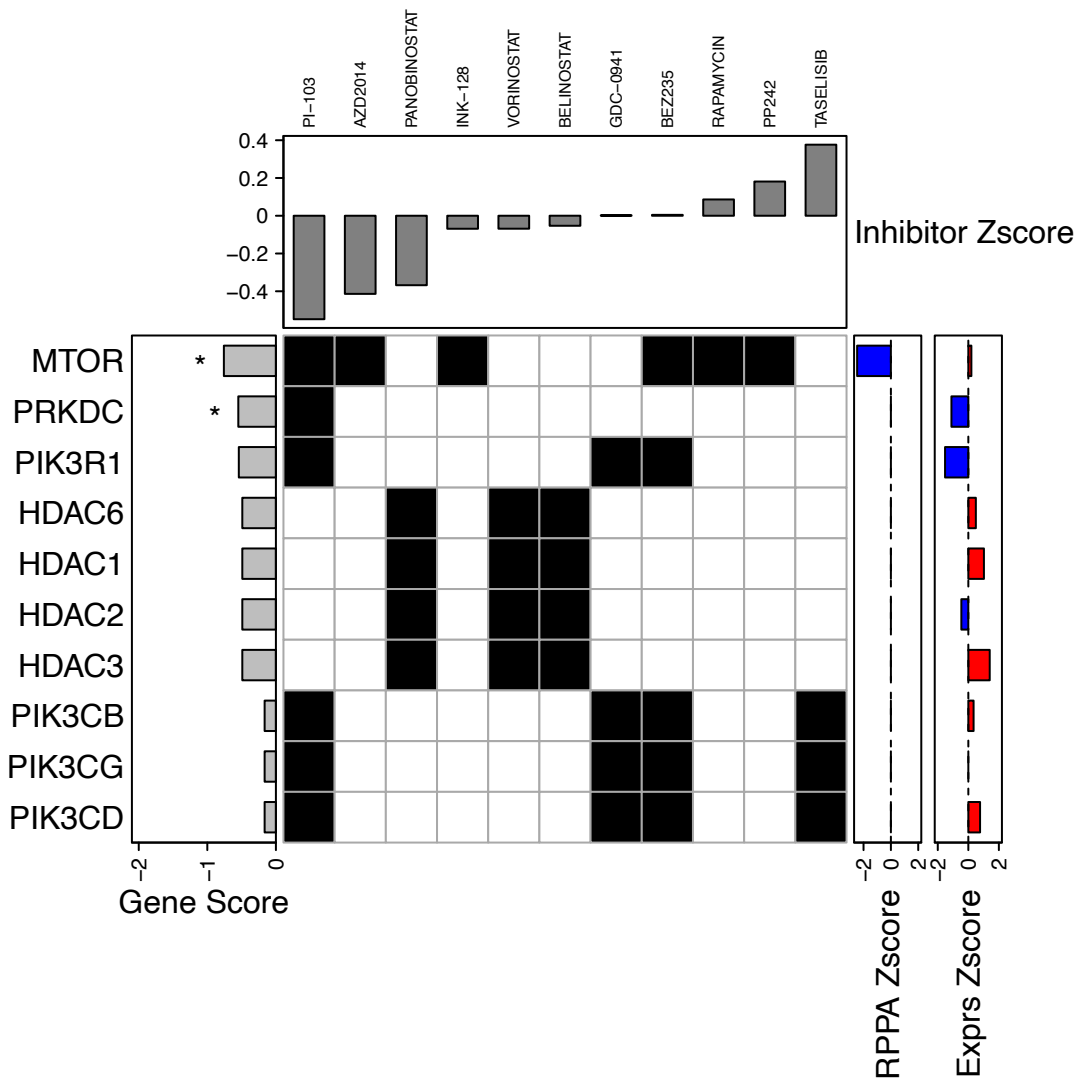 PI−103
AZD2014
PANOBINOSTAT
INK−128
VORINOSTAT
BELINOSTAT
GDC−0941
BEZ235
RAPAMYCIN
PP242
TASELISIB
0.4
0.2
0
−0.2
−0.4
Inhibitor Zscore
MTOR
*
PRKDC
*
PIK3R1
HDAC6
HDAC1
HDAC2
HDAC3
PIK3CB
PIK3CG
PIK3CD
−2
−1
0
Gene Score
−2
0
2
RPPA Zscore
−2
0
2
Exprs Zscore